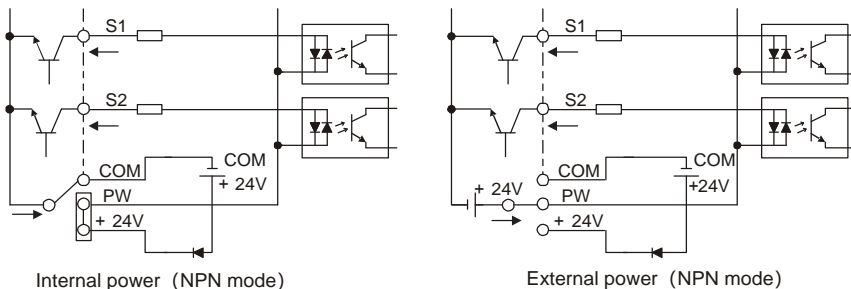 S1
S2
COM
COM
+ 24V
PW
+ 24V
Internal power (NPN mode)
S1
S2
COM
COM
+24V
+ 24V
PW
+ 24V
External power (NPN mode)